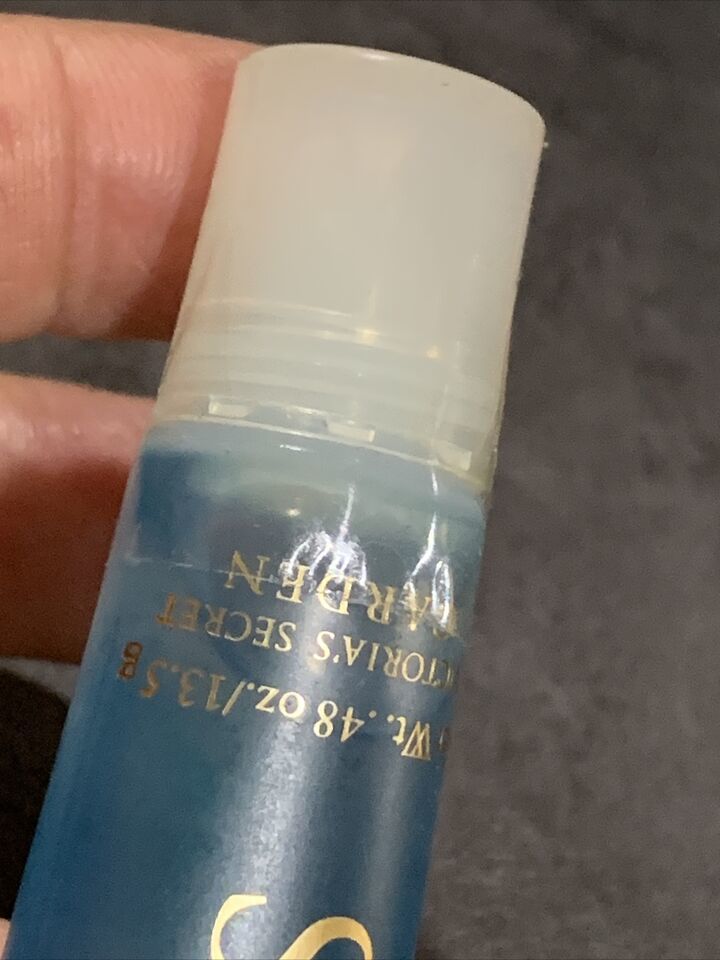 S
Wt. .48 oz./13.5 g
VICTORIA'S SECRET
GARDEN